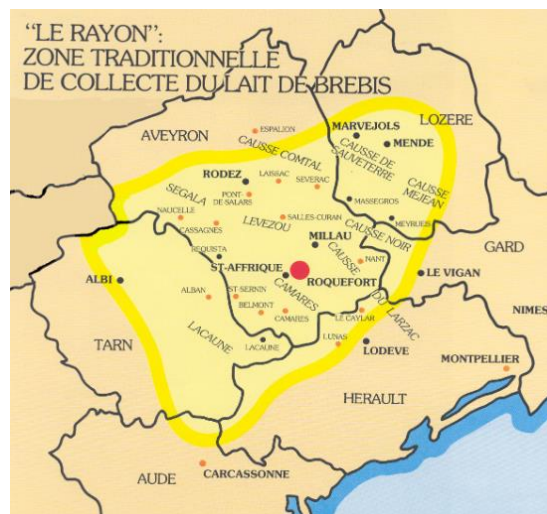 "LE RAYON":
ZONE TRADITIONNELLE
DE COLLECTE DU LAIT DE BREBIS
AVEYRON
ESPALION
MARVEJOLS
LOZERE
MENDE
CAUSSE COMTAL
CAUSSE DE
SAUVETERRE
RODEZ
LAISSAC
SEVERAC
CAUSSE
MEJEAN
SEGALA
PONT-
DE-SALARS
MASSEGROS
NAUCELLE
CASSAGNES
LEVEZOU
SALLES-CURAN
MEYRUEIS
CAUSSE NOIR
MILLAU
GARD
REQUISTA
ST-AFFRIQUE
CAUSSE
NANT
ROQUEFORT
LE VIGAN
ALBI
ALBAN
ST-SERNIN
CAMARES
DU LARZAC
BELMONT
CAMARES
LE CAYLAR
NIMES
LACAUNE
TARN
LACAUNE
LUNAS
LODEVE
MONTPELLIER
HERAULT
AUDE
CARCASSONNE